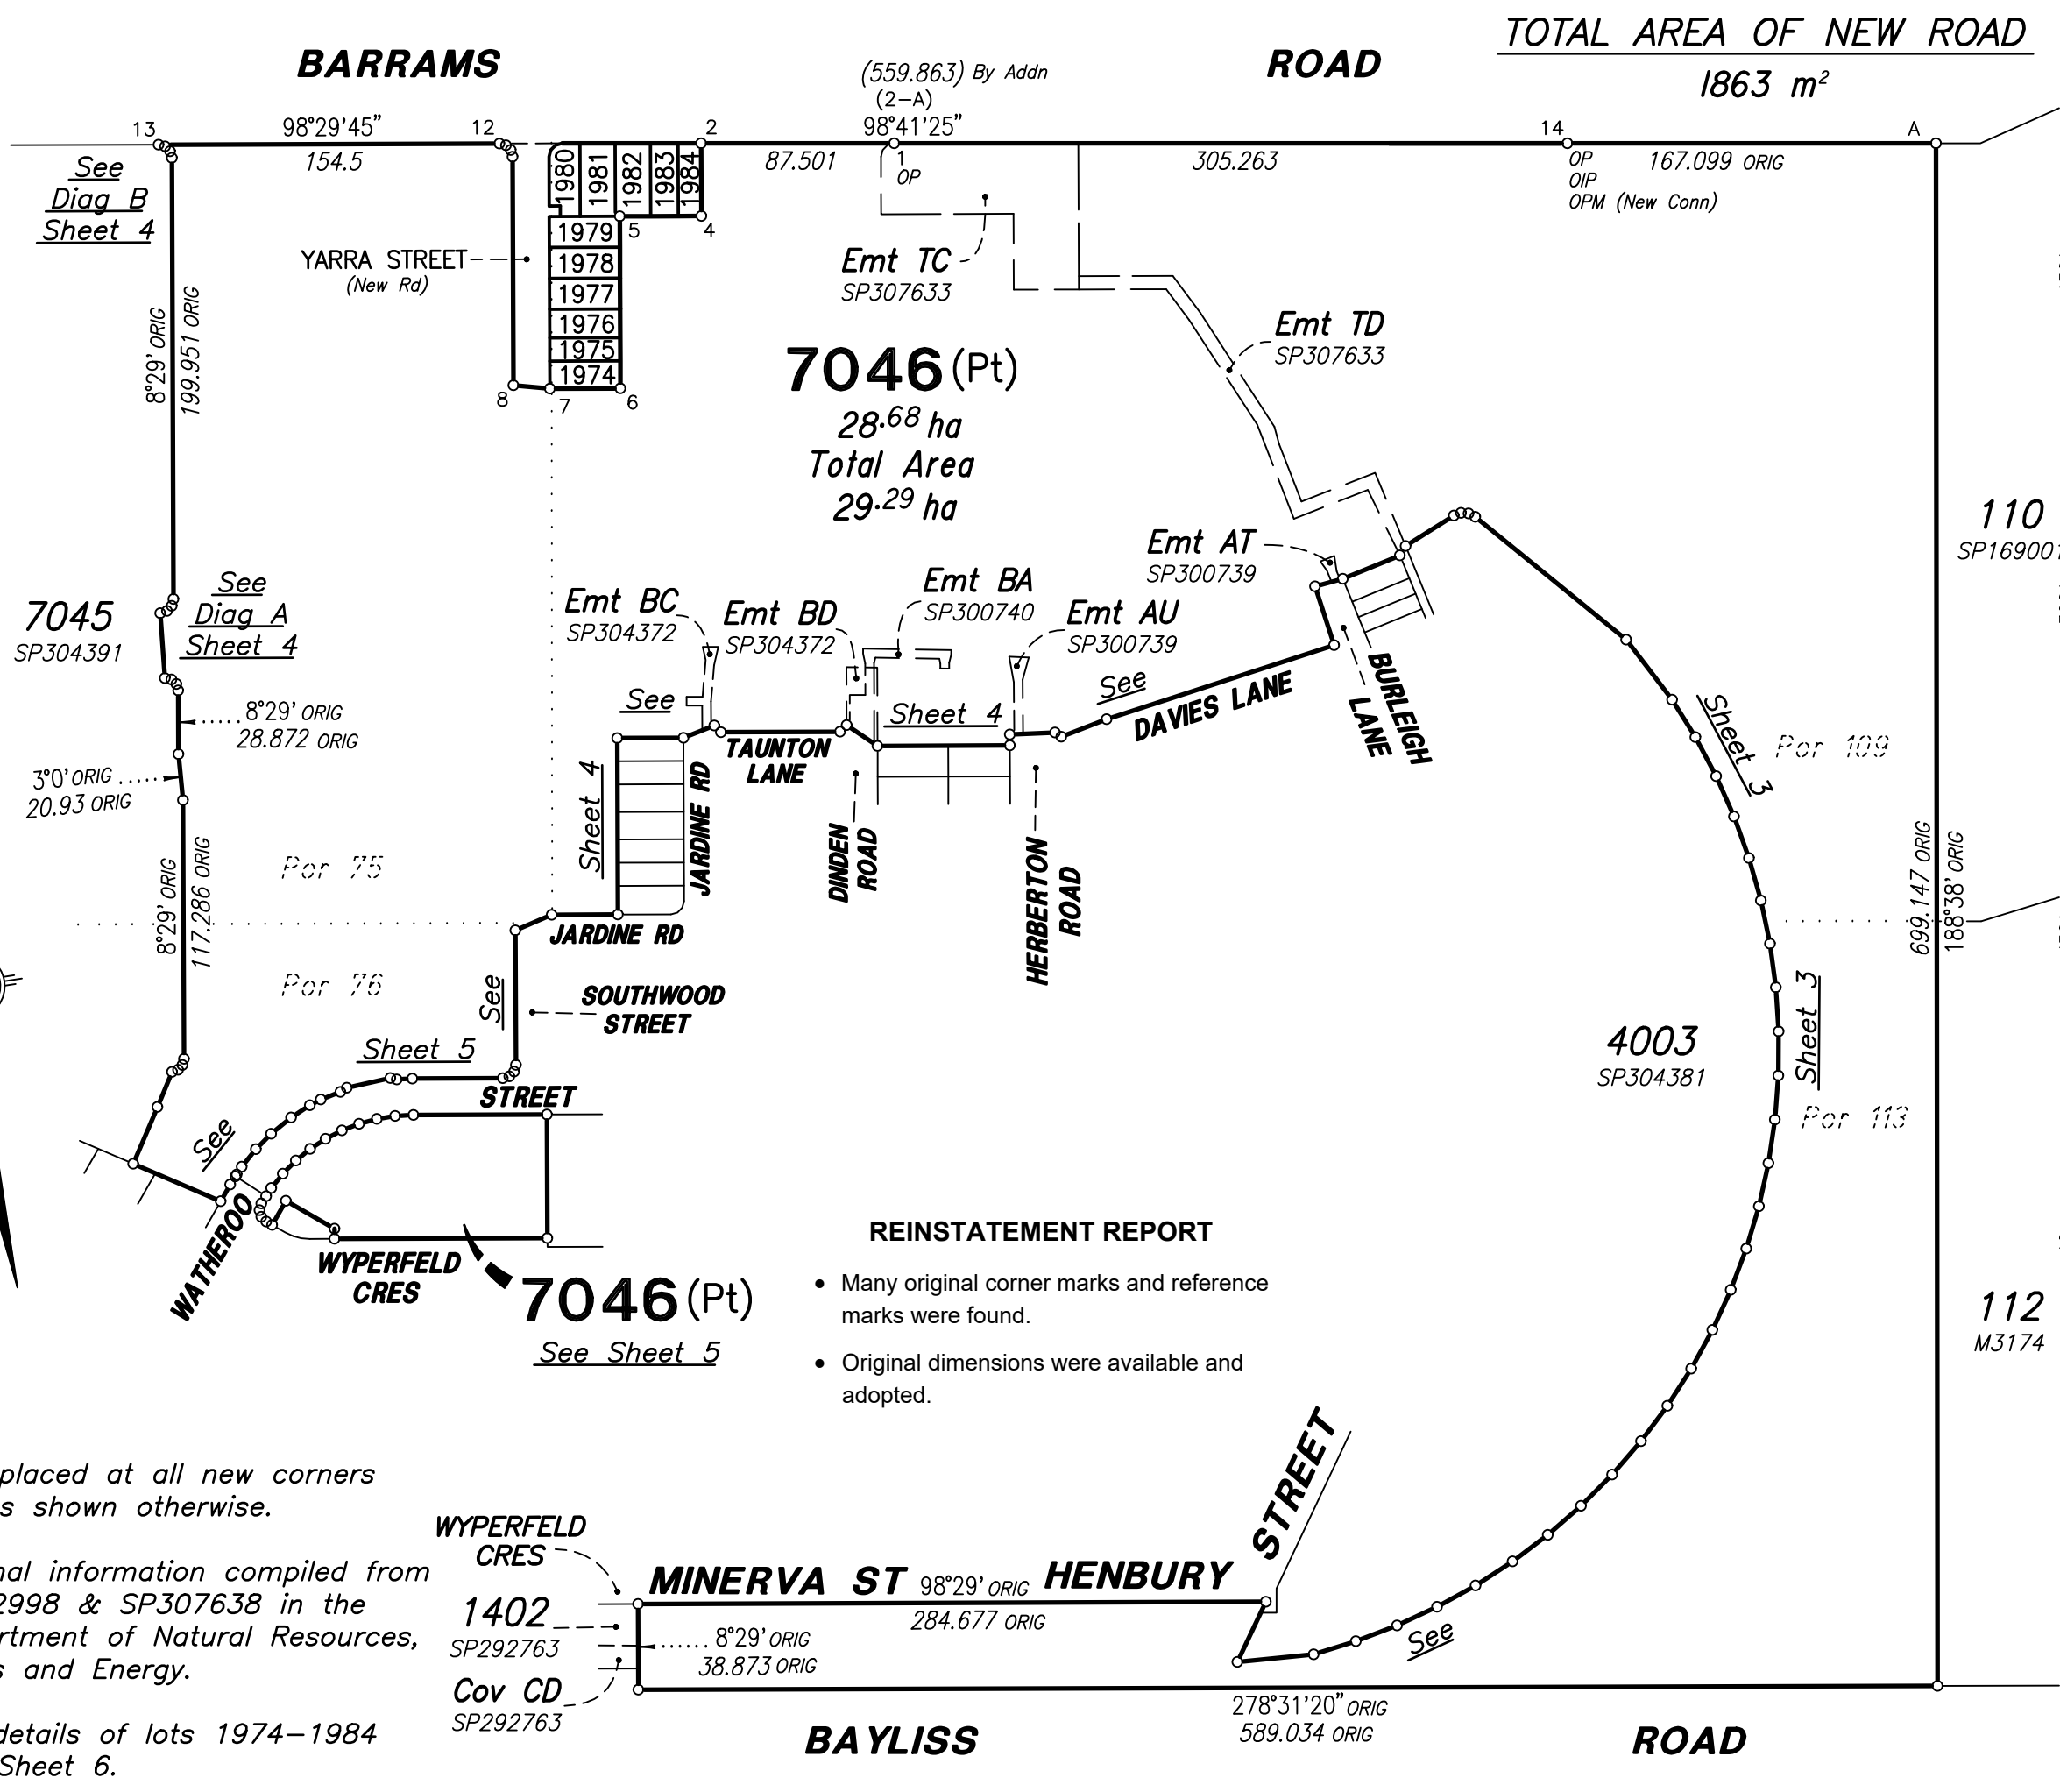 TOTAL AREA OF NEW ROAD
1863 m²
BARRAMS ROAD
(559.863) By Addn
(2-A)
98°41'25"
13
98°29'45"
12
2
14
A
154.5
87.501
1
OP
305.263
OP
OIP
OPM (New Conn)
167.099 ORIG
See
Diag B
Sheet 4
1980
1981
1982
1983
1984
5
4
1979
1978
1977
1976
1975
1974
8
7
6
YARRA STREET
(New Rd)
Emt TC
SP307633
Emt TD
SP307633
8°29' ORIG
199.951 ORIG
7046 (Pt)
28.68 ha
Total Area
29.29 ha
110
SP169001
Emt AT
SP300739
Emt BA
SP300740
Emt BC
SP304372
Emt BD
SP304372
Emt AU
SP300739
See
Diag A
Sheet 4
7045
SP304391
8°29' ORIG
28.872 ORIG
3°0' ORIG
20.93 ORIG
See
Sheet 4
Sheet 4
See
DAVIES LANE
BURLEIGH
LANE
TAUNTON
LANE
JARDINE RD
DINDEN
ROAD
HERBERTON
ROAD
Sheet 3
Por 109
Por 75
8°29' ORIG
117.286 ORIG
699.147 ORIG
188°38' ORIG
JARDINE RD
Por 76
See
SOUTHWOOD
STREET
Sheet 5
STREET
See
WATHEROO
WYPERFELD
CRES
7046 (Pt)
See Sheet 5
4003
SP304381
Sheet 3
Por 113
112
M3174
REINSTATEMENT REPORT
• Many original corner marks and reference
marks were found.
• Original dimensions were available and
adopted.
placed at all new corners
s shown otherwise.
nal information compiled from
2998 & SP307638 in the
rtment of Natural Resources,
s and Energy.
details of lots 1974-1984
Sheet 6.
WYPERFELD
CRES
1402
SP292763
Cov CD
SP292763
MINERVA ST
98°29' ORIG
284.677 ORIG
HENBURY
STREET
8°29' ORIG
38.873 ORIG
See
278°31'20" ORIG
589.034 ORIG
BAYLISS ROAD